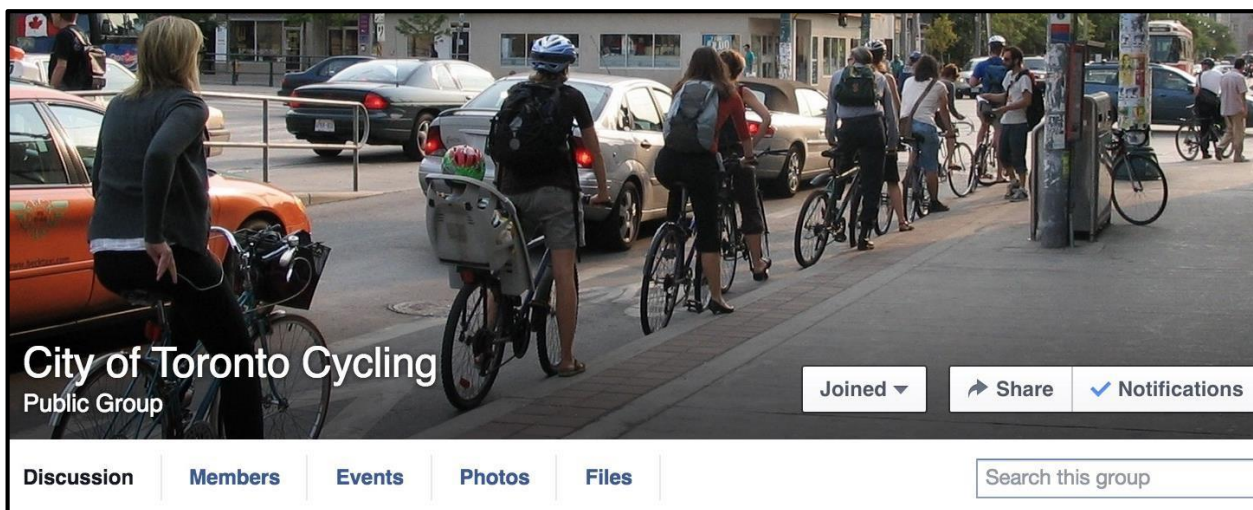 City of Toronto Cycling
Public Group
Joined
Share
Notifications
Discussion
Members
Events
Photos
Files
Search this group